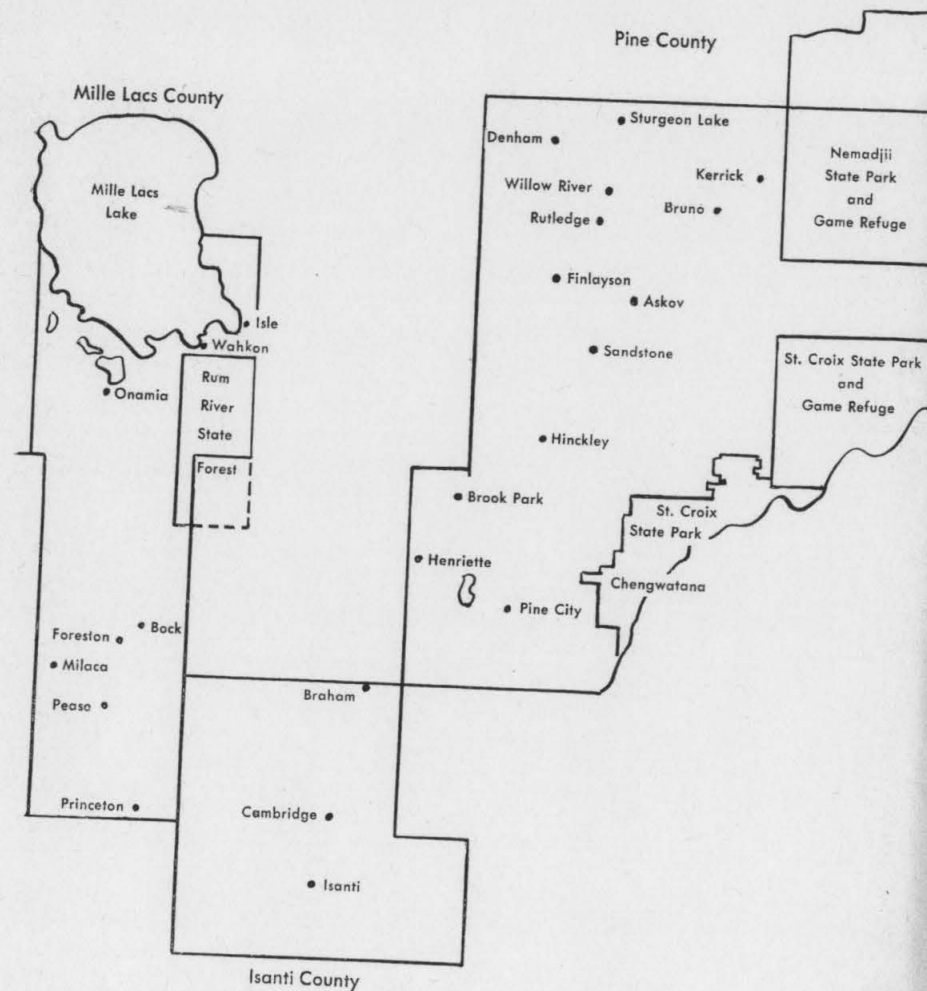 Pine County
Mille Lacs County
Sturgeon Lake
Denham
Nemadjii
State Park
and
Game Refuge
Kerrick
Willow River
Bruno
Rutledge
Mille Lacs
Lake
Finlayson
Askov
Isle
Wahkon
Sandstone
St. Croix State Park
and
Game Refuge
Onamia
Rum
River
State
Forest
Hinckley
Brook Park
St. Croix
State Park
Henriette
Chengwatana
Pine City
Bock
Foreston
Milaca
Braham
Pease
Princeton
Cambridge
Isanti
Isanti County